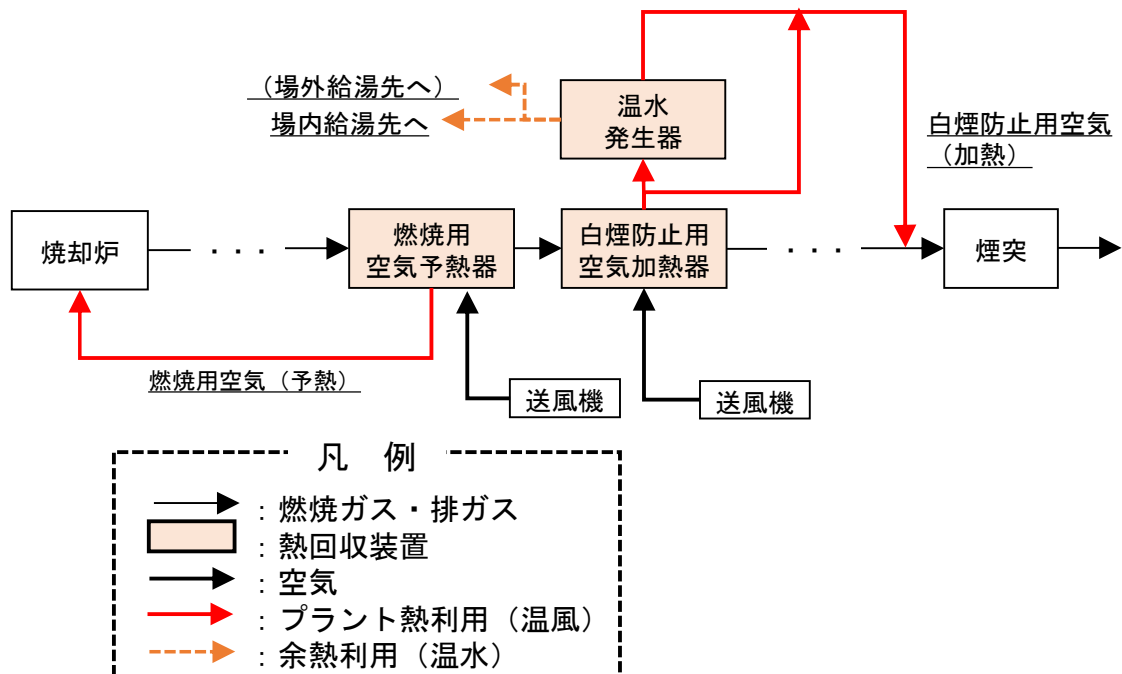 （場外給湯先へ）
場内給湯先へ
温水
発生器
白煙防止用空気
（加熱）
焼却炉
・・・
燃焼用
空気予熱器
白煙防止用
空気加熱器
・・・
煙突
燃焼用空気（予熱）
送風機
送風機
凡　例
：燃焼ガス・排ガス
：熱回収装置
：空気
：プラント熱利用（温風）
：余熱利用（温水）